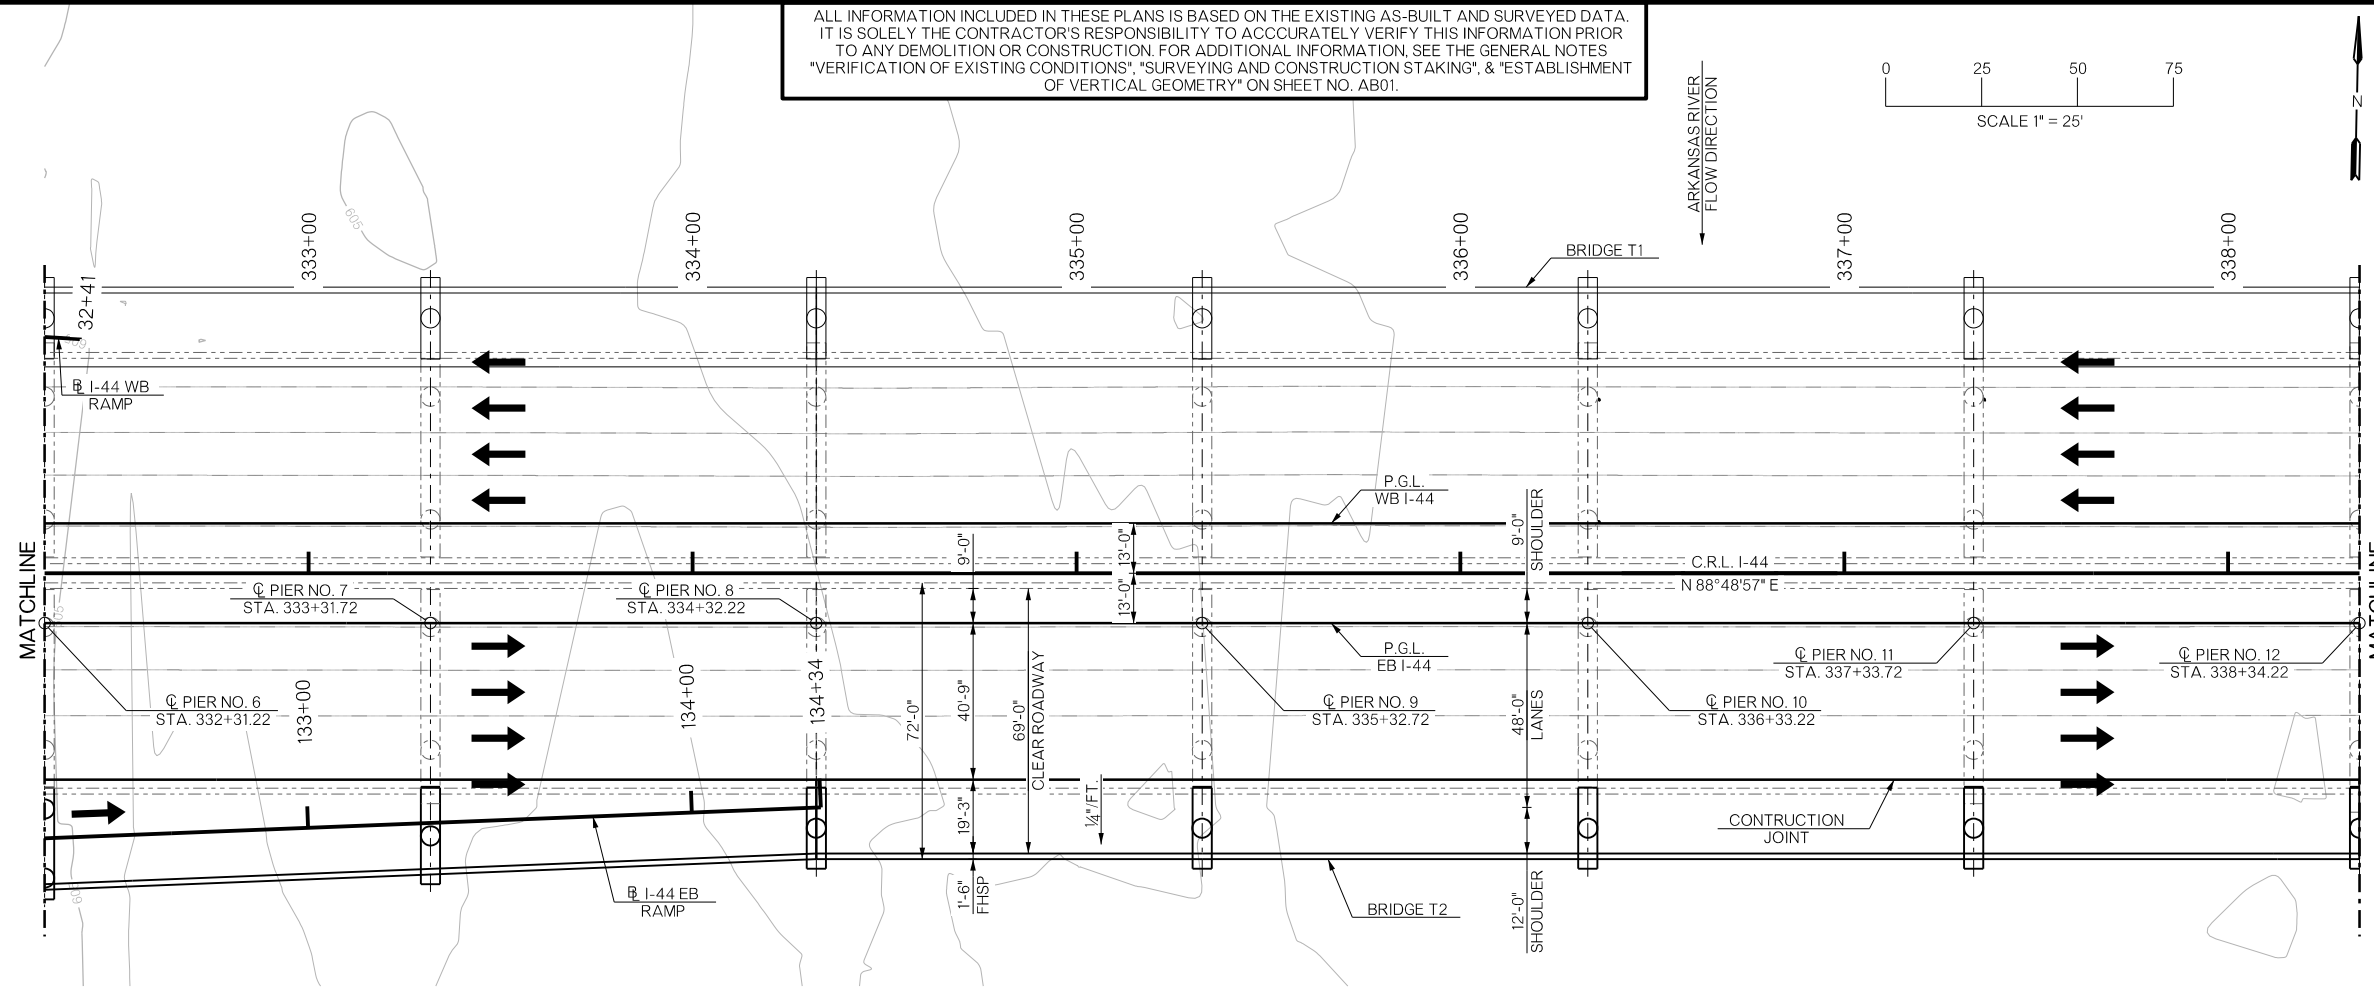 ALL INFORMATION INCLUDED IN THESE PLANS IS BASED ON THE EXISTING AS-BUILT AND SURVEYED DATA.
IT IS SOLELY THE CONTRACTOR'S RESPONSIBILITY TO ACCCURATELY VERIFY THIS INFORMATION PRIOR
TO ANY DEMOLITION OR CONSTRUCTION. FOR ADDITIONAL INFORMATION, SEE THE GENERAL NOTES
"VERIFICATION OF EXISTING CONDITIONS", "SURVEYING AND CONSTRUCTION STAKING", & "ESTABLISHMENT
OF VERTICAL GEOMETRY" ON SHEET NO. AB01.
0 25 50 75
SCALE 1" = 25'
N
ARKANSAS RIVER
FLOW DIRECTION
605
32+41
333+00
334+00
335+00
336+00
337+00
338+00
BRIDGE T1
℄ PIER NO. 7
STA. 333+31.72
℄ PIER NO. 8
STA. 334+32.22
BL I-44 WB
RAMP
P.G.L.
WB I-44
9'-0"
SHOULDER
9'-0"
13'-0"
13'-0"
C.R.L. I-44
N 88°48'57" E
MATCHLINE
MATCHLINE
P.G.L.
EB I-44
℄ PIER NO. 11
STA. 337+33.72
℄ PIER NO. 12
STA. 338+34.22
℄ PIER NO. 6
STA. 332+31.22
133+00
134+00
134+34
72'-0"
40'-9"
69'-0"
CLEAR ROADWAY
℄ PIER NO. 9
STA. 335+32.72
48'-0"
LANES
℄ PIER NO. 10
STA. 336+33.22
19'-3"
1/4"/FT.
CONTRUCTION
JOINT
BL I-44 EB
RAMP
1'-6"
FHSP
BRIDGE T2
12'-0"
SHOULDER